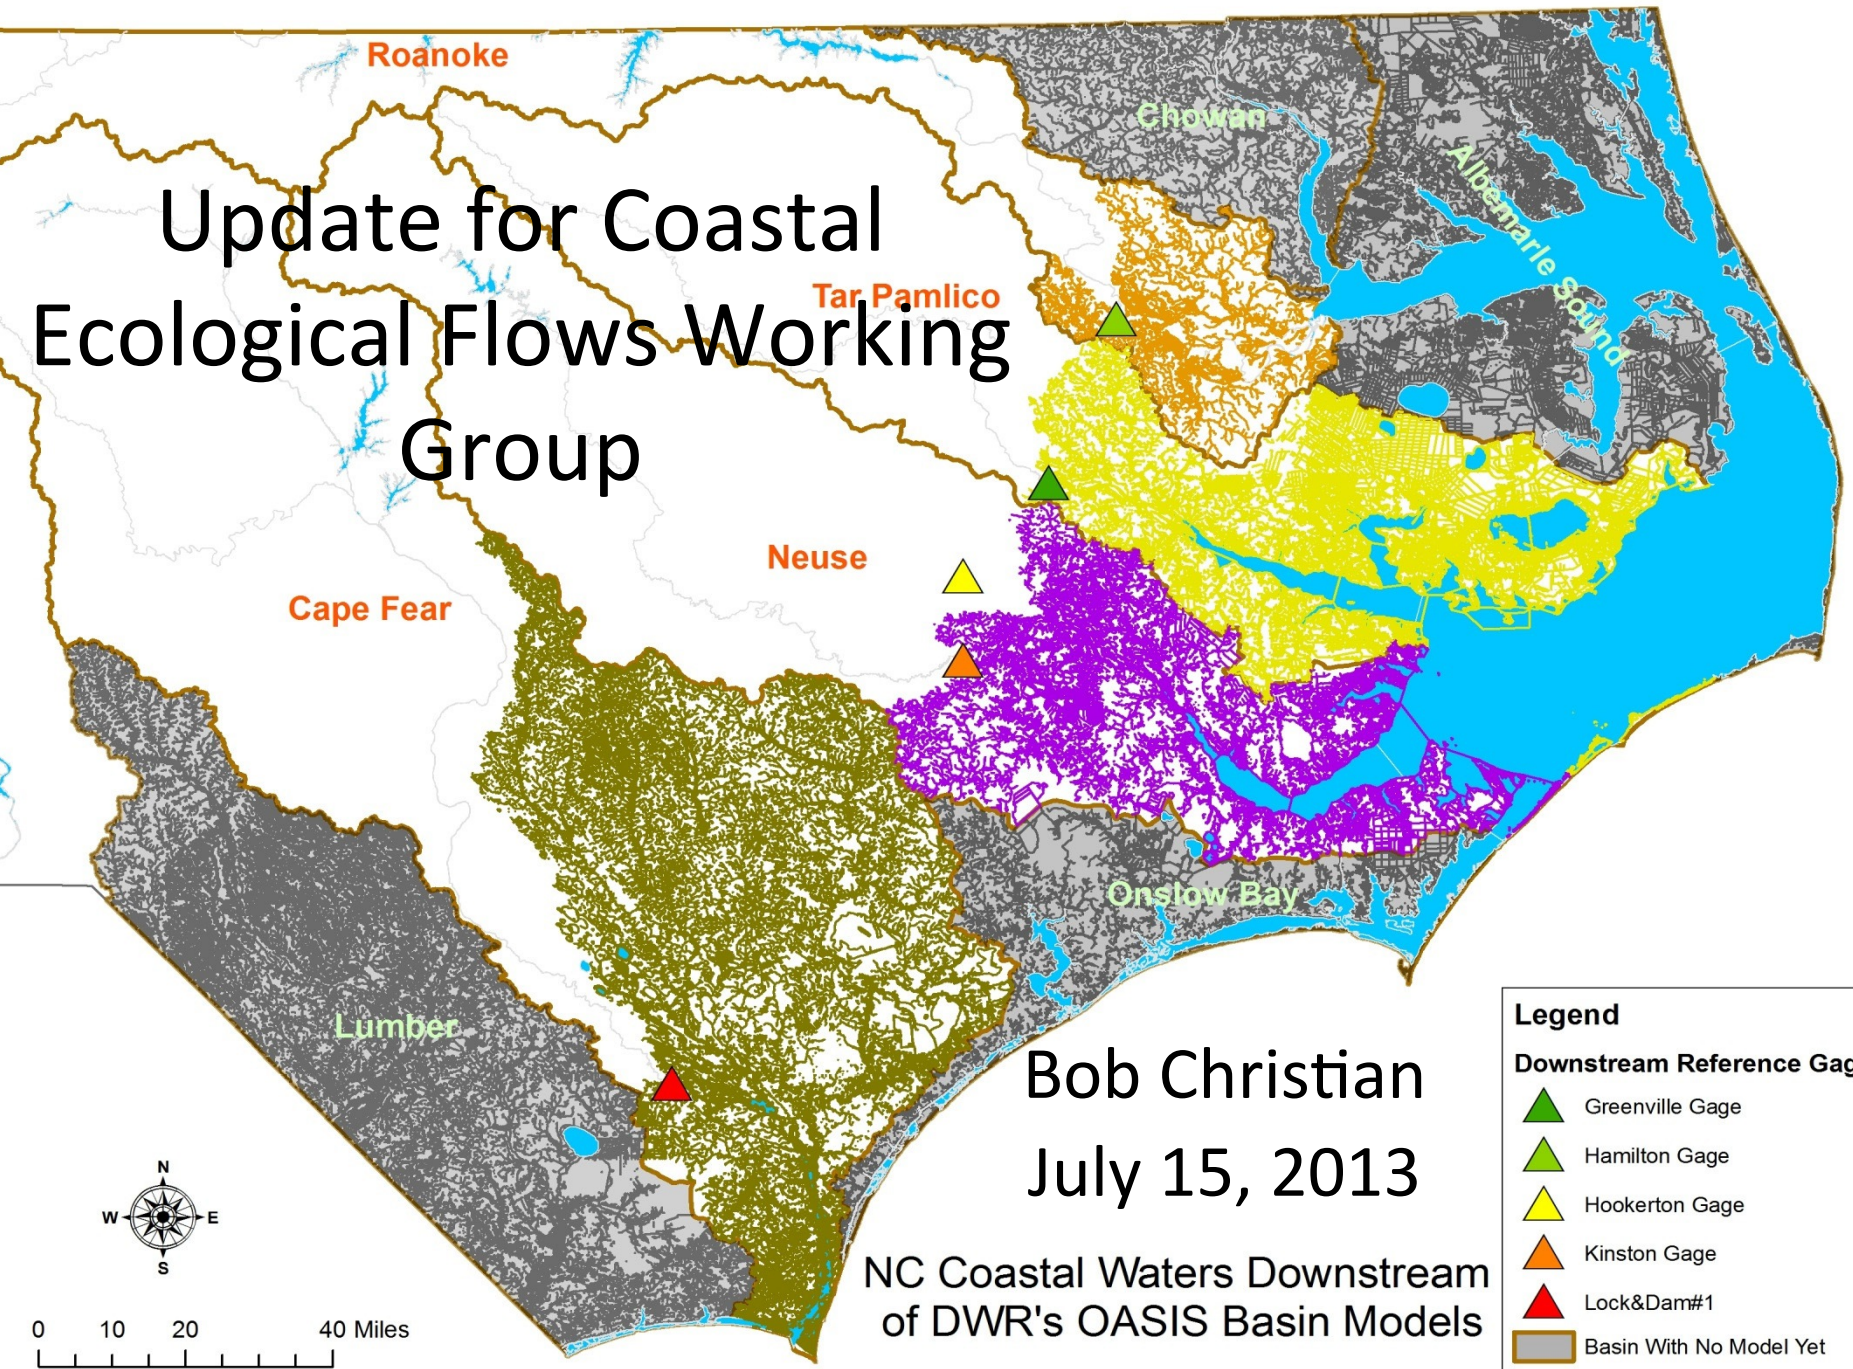 Roanoke
Chowan
Albemarle Sound
Update for Coastal
Ecological Flows Working
Group
Tar Pamlico
Neuse
Cape Fear
Onslow Bay
Lumber
Bob Christian
July 15, 2013
NC Coastal Waters Downstream
of DWR's OASIS Basin Models
N
W E
S
0 10 20 40 Miles
Legend
Downstream Reference Gag
Greenville Gage
Hamilton Gage
Hookerton Gage
Kinston Gage
Lock&Dam#1
Basin With No Model Yet